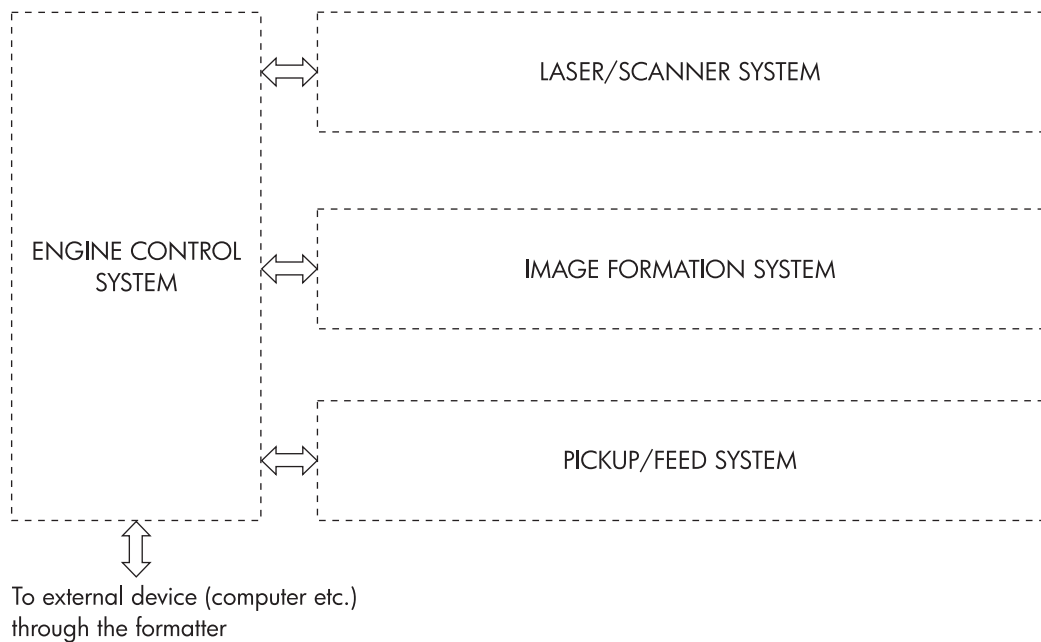 LASER/SCANNER SYSTEM
ENGINE CONTROL
SYSTEM
IMAGE FORMATION SYSTEM
PICKUP/FEED SYSTEM
To external device (computer etc.)
through the formatter